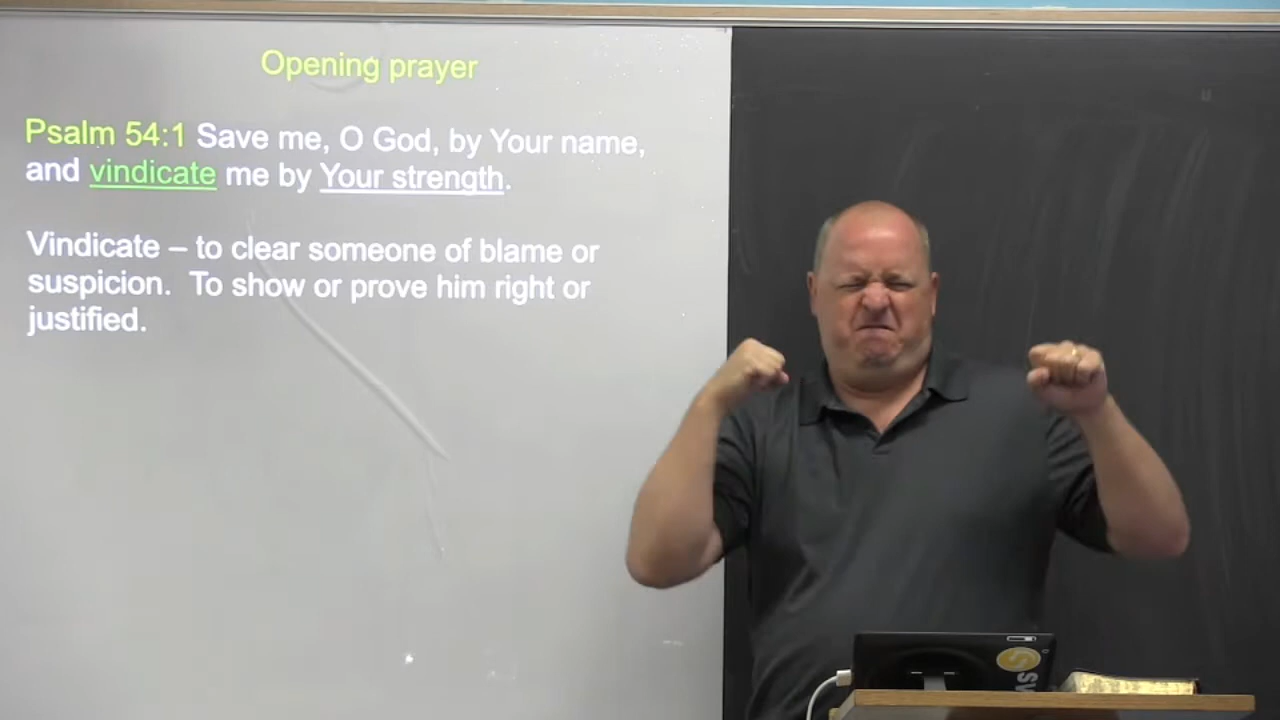 Opening prayer
Psalm 54:1 Save me, O God, by Your name,
and vindicate me by Your strength.
Vindicate – to clear someone of blame or
suspicion. To show or prove him right or
justified.
SV